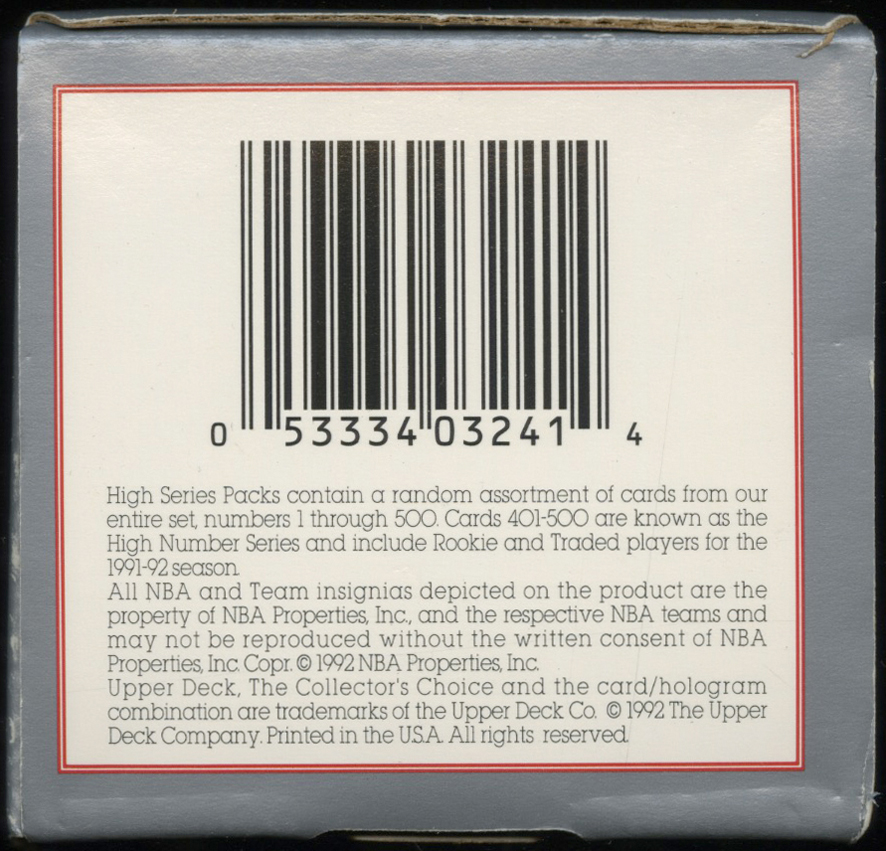 0 53334 03241 4
High Series Packs contain a random assortment of cards from our
entire set, numbers 1 through 500. Cards 401-500 are known as the
High Number Series and include Rookie and Traded players for the
1991-92 season.
All NBA and Team insignias depicted on the product are the
property of NBA Properties, Inc., and the respective NBA teams and
may not be reproduced without the written consent of NBA
Properties, Inc. Copr. © 1992 NBA Properties, Inc.
Upper Deck, The Collector's Choice and the card/hologram
combination are trademarks of the Upper Deck Co. © 1992 The Upper
Deck Company. Printed in the U.S.A. All rights reserved.